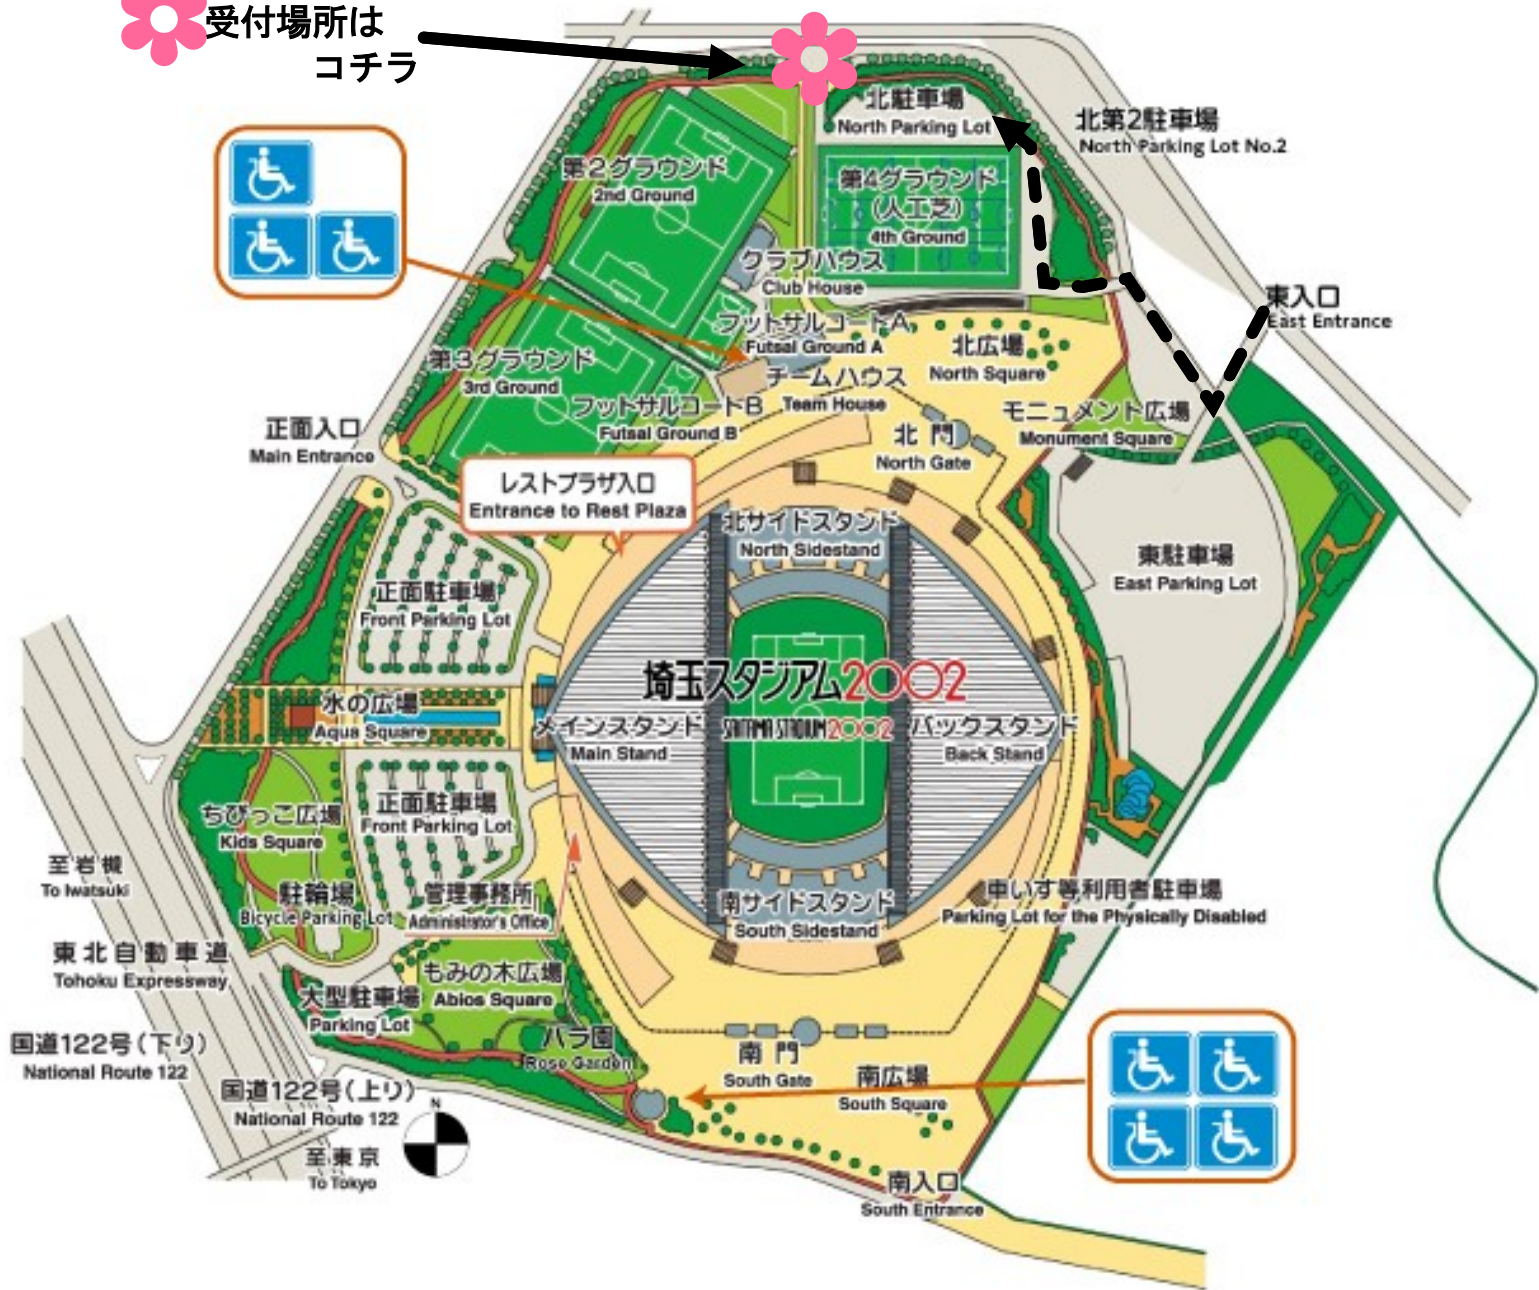 受付場所は
コチラ
北駐車場
North Parking Lot
北第2駐車場
North Parking Lot No.2
第2グラウンド
2nd Ground
第4グラウンド
(人工芝)
4th Ground
クラブハウス
Club House
東入口
East Entrance
フットサルコートA
Futsal Ground A
北広場
North Square
第3グラウンド
3rd Ground
チームハウス
Team House
フットサルコートB
Futsal Ground B
モニュメント広場
Monument Square
正面入口
Main Entrance
北門
North Gate
レストプラザ入口
Entrance to Rest Plaza
北サイドスタンド
North Sidestand
東駐車場
East Parking Lot
正面駐車場
Front Parking Lot
埼玉スタジアム2002
SAITAMA STADIUM 2002
水の広場
Aqua Square
メインスタンド
Main Stand
バックスタンド
Back Stand
正面駐車場
Front Parking Lot
ちびっこ広場
Kids Square
至岩槻
To Iwatsuki
駐輪場
Bicycle Parking Lot
管理事務所
Administrator's Office
南サイドスタンド
South Sidestand
車いす等利用者駐車場
Parking Lot for the Physically Disabled
東北自動車道
Tohoku Expressway
もみの木広場
Abios Square
大型駐車場
Parking Lot
バラ園
Rose Garden
国道122号(下り)
National Route 122
南門
South Gate
南広場
South Square
国道122号(上り)
National Route 122
N
至東京
To Tokyo
南入口
South Entrance